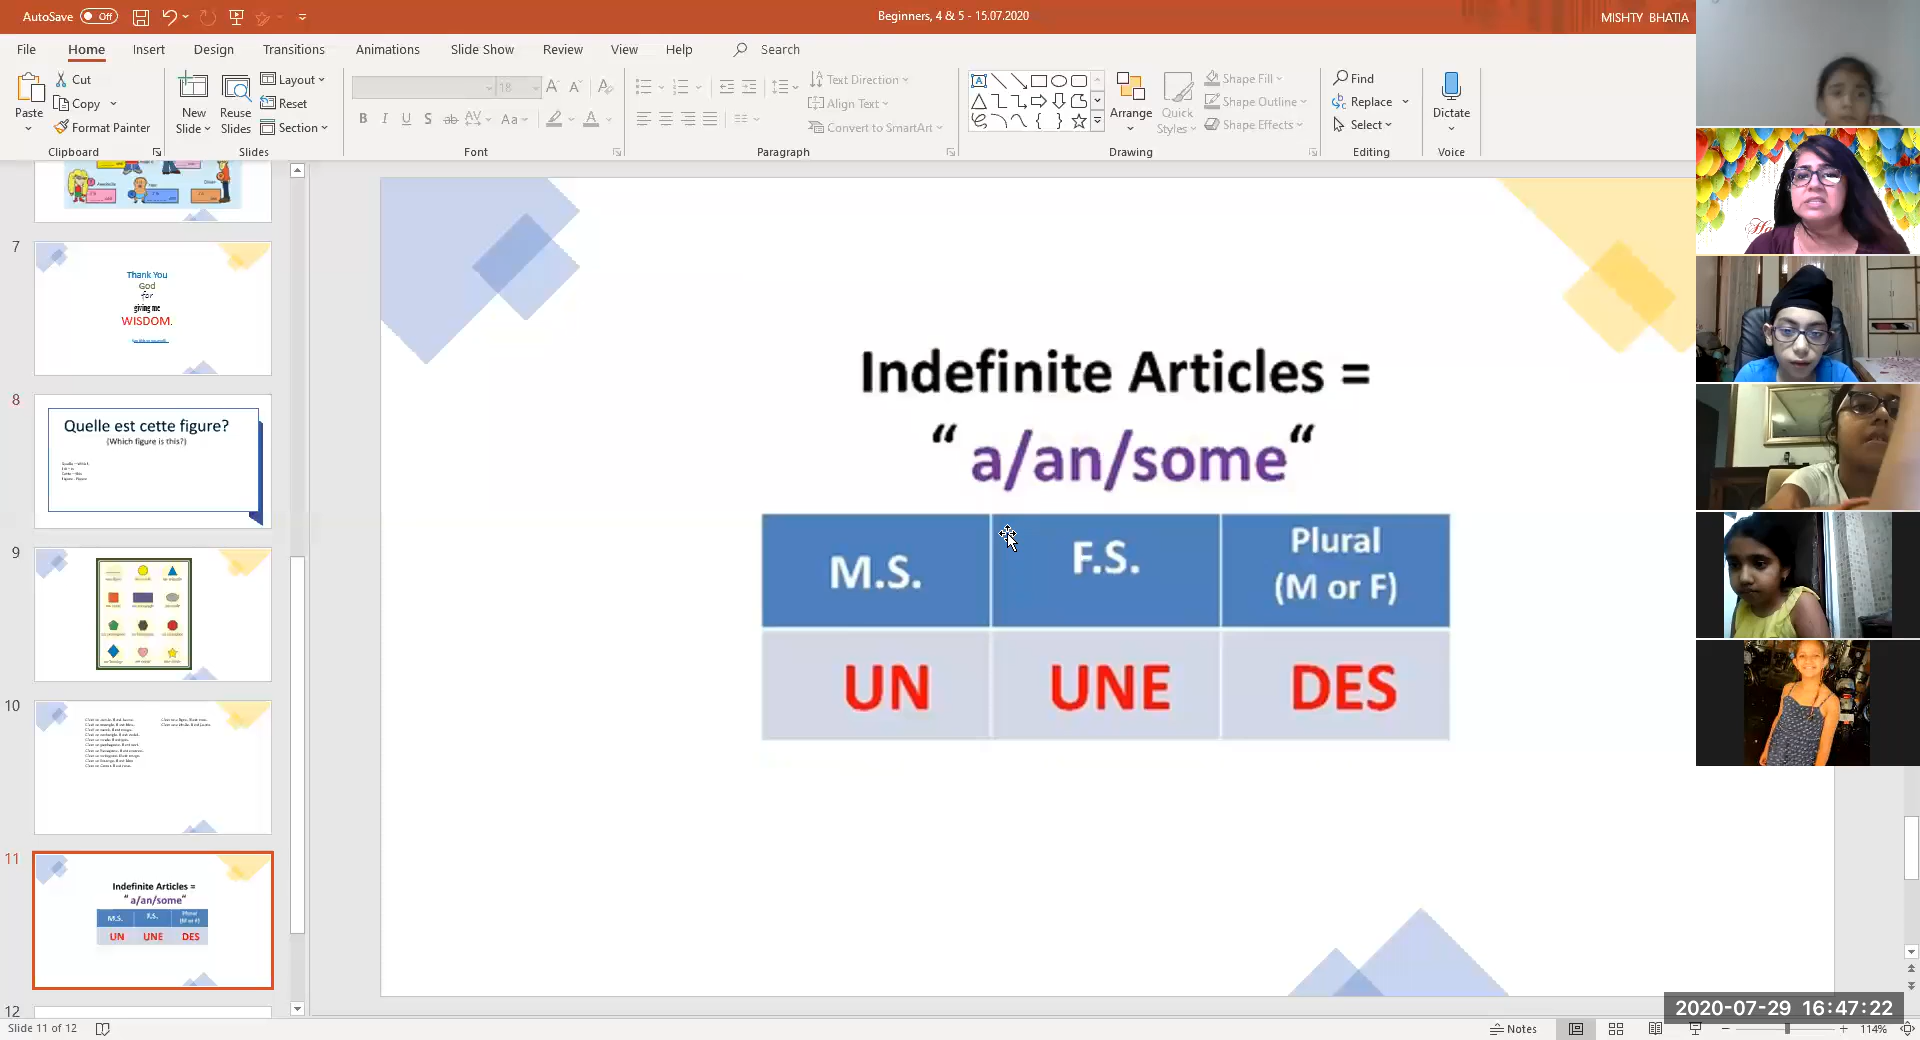 AutoSave Off
Beginners, 4 & 5 - 15.07.2020
MISHTY BHATIA
File Home Insert Design Transitions Animations Slide Show Review View Help Search
Paste
Cut
Copy
Format Painter
Clipboard
New Slide
Reuse Slides
Layout
Reset
Section
Slides
18
Font
Text Direction
Align Text
Convert to SmartArt
Paragraph
Arrange
Quick Styles
Shape Fill
Shape Outline
Shape Effects
Drawing
Find
Replace
Select
Editing
Dictate
Voice
7
Thank You
God
for
giving me
WISDOM.
8
Quelle est cette figure?
(Which figure is this?)
9
10
11
Indefinite Articles =
“ a/an/some“
M.S. F.S. Plural (M or F)
UN UNE DES
12
Indefinite Articles =
“ a/an/some“
M.S. F.S. Plural
(M or F)
UN UNE DES
2020-07-29 16:47:22
Slide 11 of 12
Notes
114%